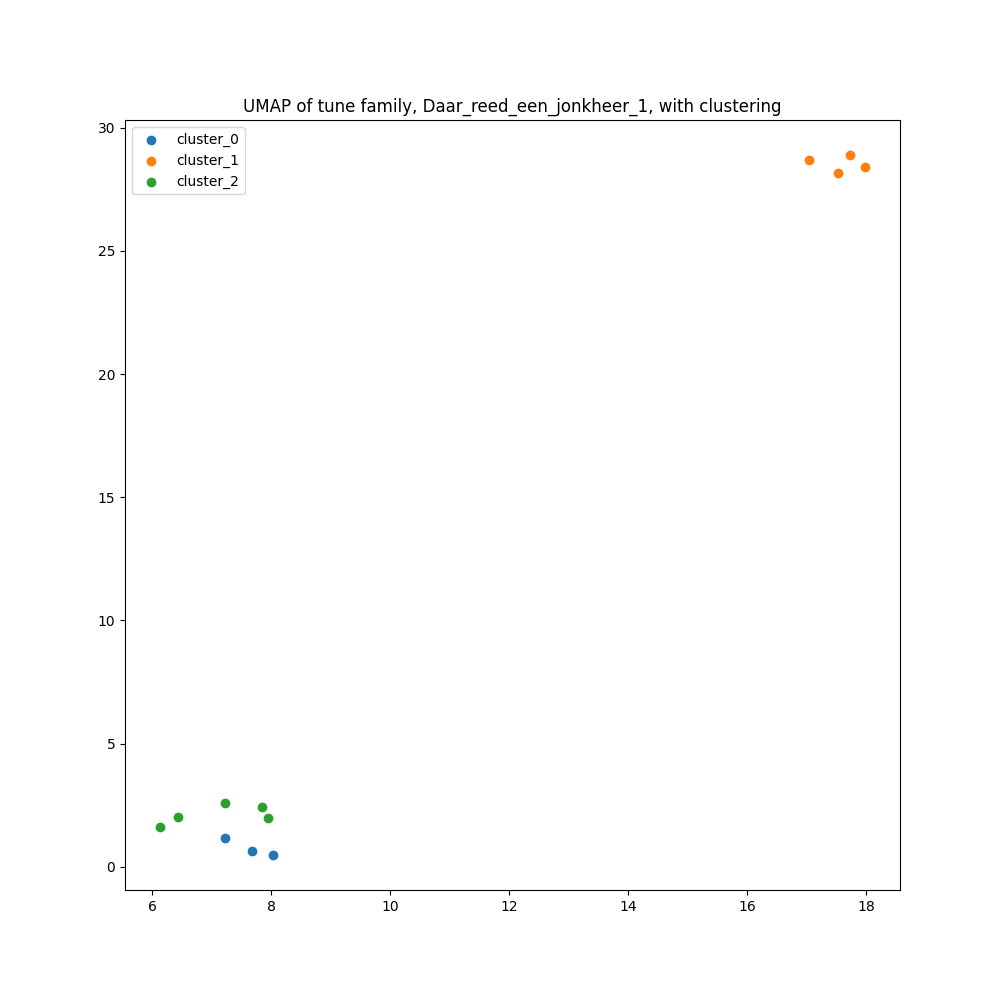 UMAP of tune family, Daar_reed_een_jonkheer_1, with clustering
cluster_0
cluster_1
cluster_2
30
25
20
15
10
5
0
6 8 10 12 14 16 18